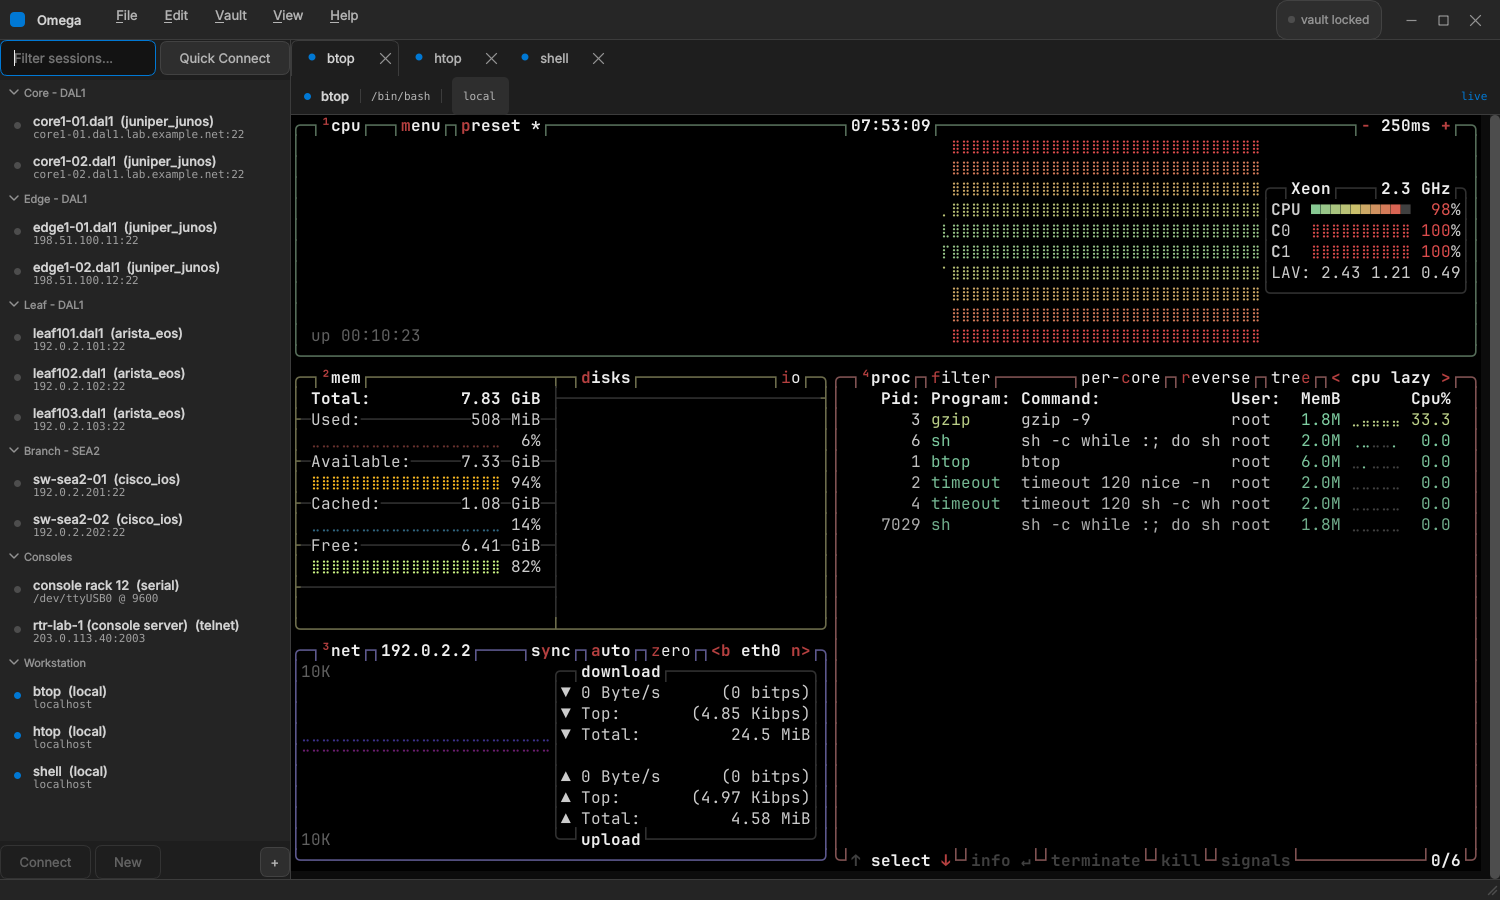 Omega File Edit Vault View Help vault locked
Filter sessions... Quick Connect btop htop shell
btop /bin/bash local live
Core - DAL1
core1-01.dal1 (juniper_junos)
core1-01.dal1.lab.example.net:22
core1-02.dal1 (juniper_junos)
core1-02.dal1.lab.example.net:22
Edge - DAL1
edge1-01.dal1 (juniper_junos)
198.51.100.11:22
edge1-02.dal1 (juniper_junos)
198.51.100.12:22
Leaf - DAL1
leaf101.dal1 (arista_eos)
192.0.2.101:22
leaf102.dal1 (arista_eos)
192.0.2.102:22
leaf103.dal1 (arista_eos)
192.0.2.103:22
Branch - SEA2
sw-sea2-01 (cisco_ios)
192.0.2.201:22
sw-sea2-02 (cisco_ios)
192.0.2.202:22
Consoles
console rack 12 (serial)
/dev/ttyUSB0 @ 9600
rtr-lab-1 (console server) (telnet)
203.0.113.40:2003
Workstation
btop (local)
localhost
htop (local)
localhost
shell (local)
localhost
Connect New +
¹cpu menu preset * 07:53:09 - 250ms +
Xeon 2.3 GHz
CPU 98%
C0 100%
C1 100%
LAV: 2.43 1.21 0.49
up 00:10:23
²mem disks io
Total: 7.83 GiB
Used: 508 MiB
6%
Available: 7.33 GiB
94%
Cached: 1.08 GiB
14%
Free: 6.41 GiB
82%
³net 192.0.2.2 sync auto zero <b eth0 n>
10K
download
▼ 0 Byte/s (0 bitps)
▼ Top: (4.85 Kibps)
▼ Total: 24.5 MiB
▲ 0 Byte/s (0 bitps)
▲ Top: (4.97 Kibps)
▲ Total: 4.58 MiB
upload
10K
⁴proc filter per-core reverse tree < cpu lazy >
Pid: Program: Command: User: MemB Cpu%
3 gzip gzip -9 root 1.8M 33.3
6 sh sh -c while :; do sh root 2.0M 0.0
1 btop btop root 6.0M 0.0
2 timeout timeout 120 nice -n root 2.0M 0.0
4 timeout timeout 120 sh -c wh root 2.0M 0.0
7029 sh sh -c while :; do sh root 1.8M 0.0
↑ select ↓ info ↵ terminate kill signals 0/6